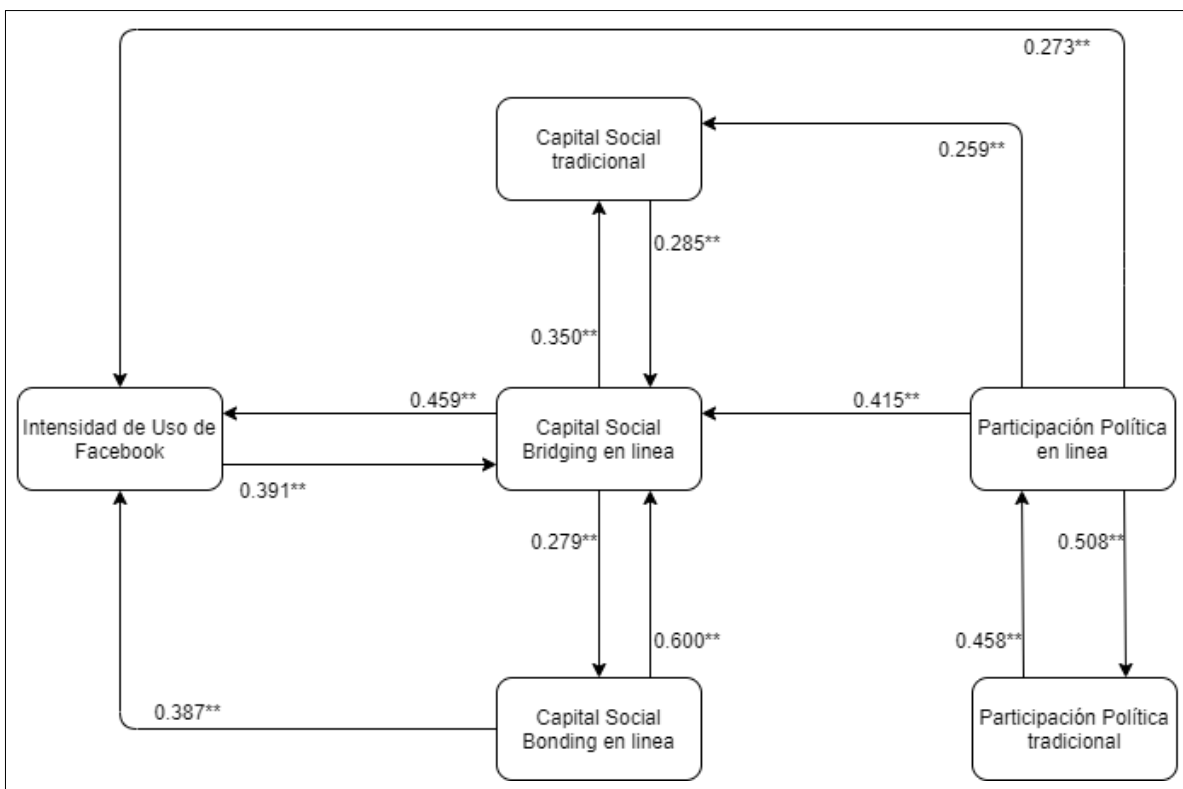 0.273**
Capital Social
tradicional
0.259**
0.285**
0.350**
Intensidad de Uso de
Facebook
0.459**
Capital Social
Bridging en linea
0.415**
Participación Política
en linea
0.391**
0.279**
0.508**
0.600**
0.458**
0.387**
Capital Social
Bonding en linea
Participación Política
tradicional